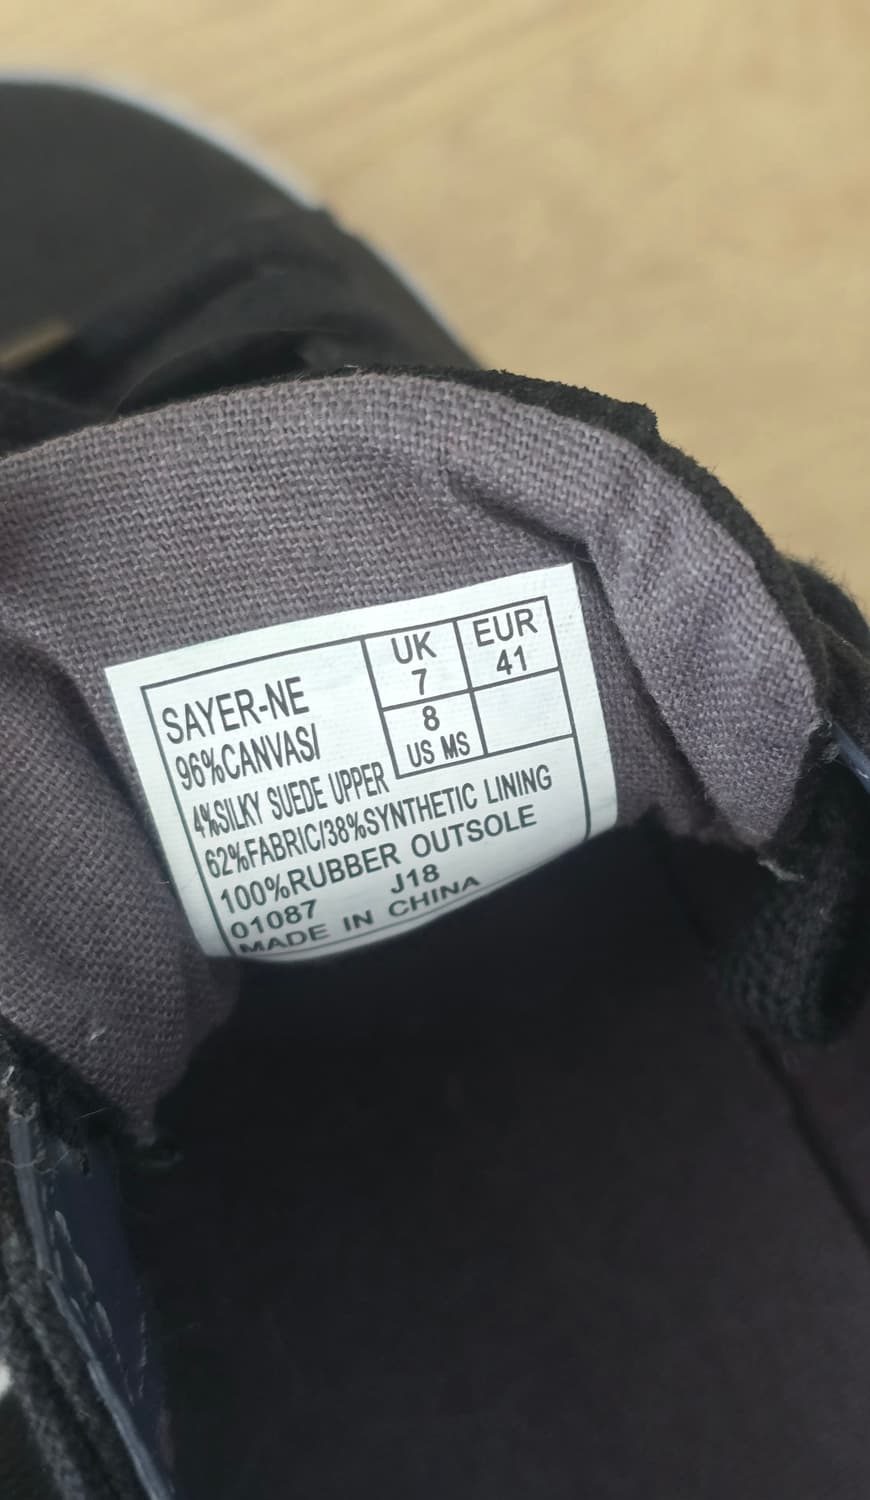 SAYER-NE
UK
7
EUR
41
8
US MS
96%CANVAS/
4%SILKY SUEDE UPPER
62%FABRIC/38%SYNTHETIC LINING
100%RUBBER OUTSOLE
01087 J18
MADE IN CHINA